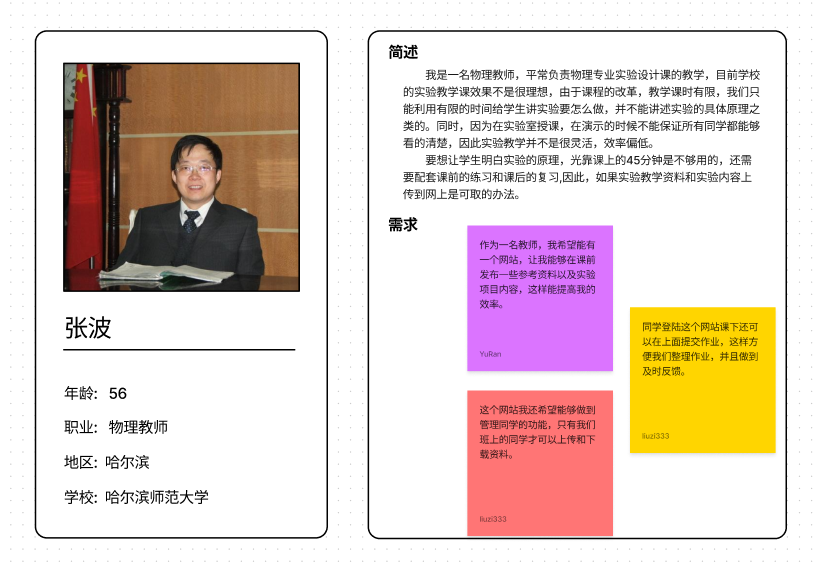 张波
年龄: 56
职业: 物理教师
地区: 哈尔滨
学校: 哈尔滨师范大学
简述
我是一名物理教师，平常负责物理专业实验设计课的教学，目前学校
的实验教学课效果不是很理想，由于课程的改革，教学课时有限，我们只
能利用有限的时间给学生讲实验要怎么做，并不能讲述实验的具体原理之
类的。同时，因为在实验室授课，在演示的时候不能保证所有同学都能够
看的清楚，因此实验教学并不是很灵活，效率偏低。
要想让学生明白实验的原理，光靠课上的45分钟是不够用的，还需
要配套课前的练习和课后的复习,因此，如果实验教学资料和实验内容上
传到网上是可取的办法。
需求
作为一名教师，我希望能有
一个网站，让我能够在课前
发布一些参考资料以及实验
项目内容，这样能提高我的
效率。
YuRan
同学登陆这个网站课下还可
以在上面提交作业，这样方
便我们整理作业，并且做到
及时反馈。
liuzi333
这个网站我还希望能够做到
管理同学的功能，只有我们
班上的同学才可以上传和下
载资料。
liuzi333